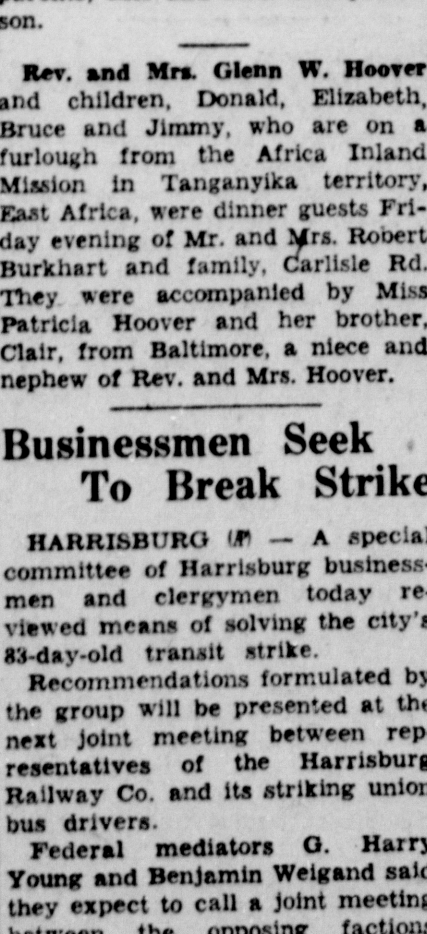 son.
Rev. and Mrs. Glenn W. Hoover
and children, Donald, Elizabeth,
Bruce and Jimmy, who are on a
furlough from the Africa Inland
Mission in Tanganyika territory,
East Africa, were dinner guests Fri-
day evening of Mr. and Mrs. Robert
Burkhart and family, Carlisle Rd.
They were accompanied by Miss
Patricia Hoover and her brother,
Clair, from Baltimore, a niece and
nephew of Rev. and Mrs. Hoover.
Businessmen Seek
To Break Strike
HARRISBURG (AP) — A special
committee of Harrisburg business-
men and clergymen today re-
viewed means of solving the city's
83-day-old transit strike.
Recommendations formulated by
the group will be presented at the
next joint meeting between rep-
resentatives of the Harrisburg
Railway Co. and its striking union
bus drivers.
Federal mediators G. Harry
Young and Benjamin Weigand said
they expect to call a joint meeting
between the opposing factions